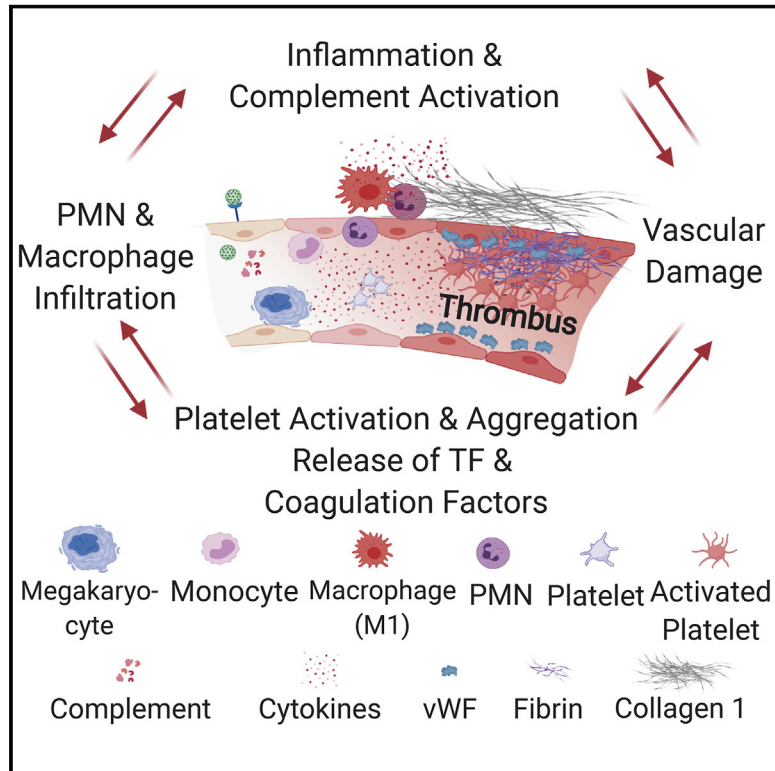 Inflammation &
Complement Activation
PMN &
Macrophage
Infiltration
Vascular
Damage
Thrombus
Platelet Activation & Aggregation
Release of TF &
Coagulation Factors
Megakaryo-
cyte
Monocyte
Macrophage
(M1)
PMN
Platelet
Activated
Platelet
Complement
Cytokines
vWF
Fibrin
Collagen 1